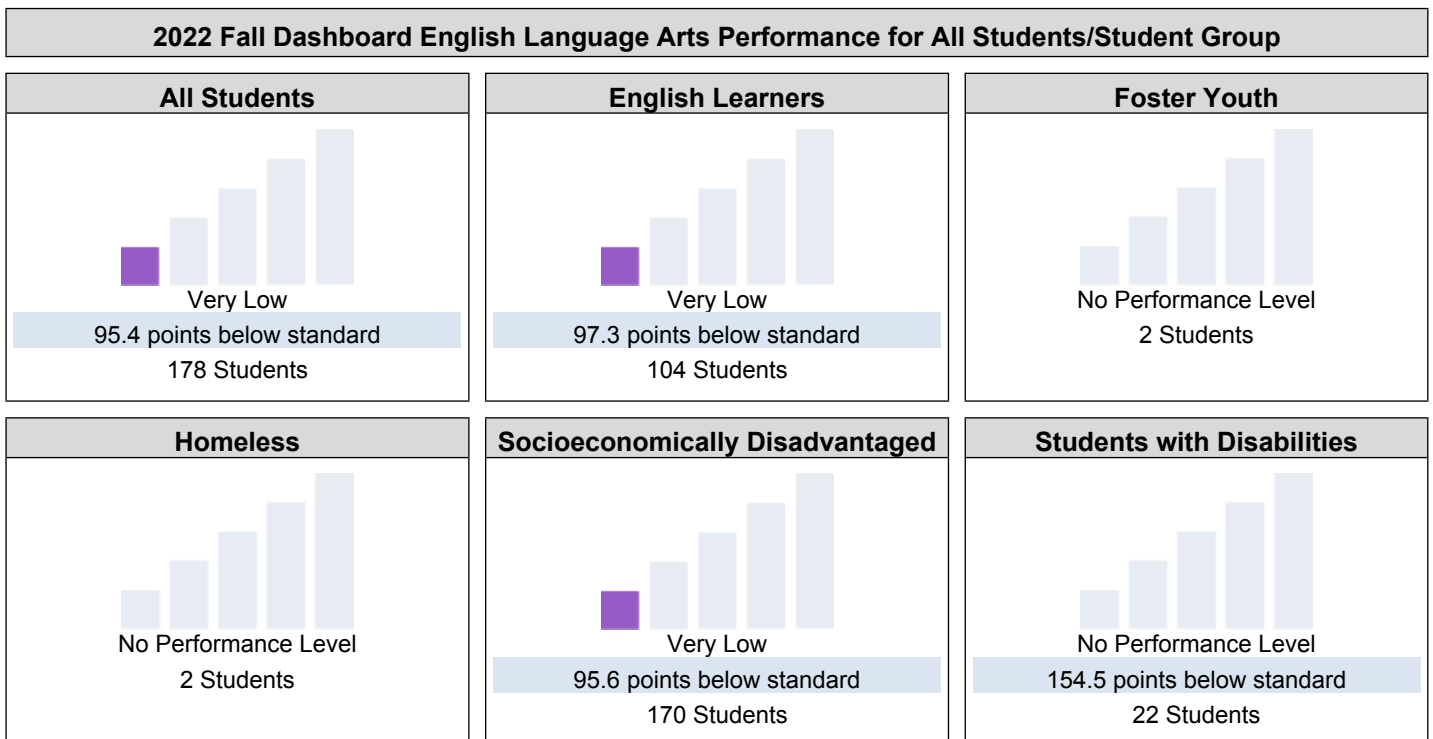 2022 Fall Dashboard English Language Arts Performance for All Students/Student Group
All Students
Very Low
95.4 points below standard
178 Students
English Learners
Very Low
97.3 points below standard
104 Students
Foster Youth
No Performance Level
2 Students
Homeless
No Performance Level
2 Students
Socioeconomically Disadvantaged
Very Low
95.6 points below standard
170 Students
Students with Disabilities
No Performance Level
154.5 points below standard
22 Students